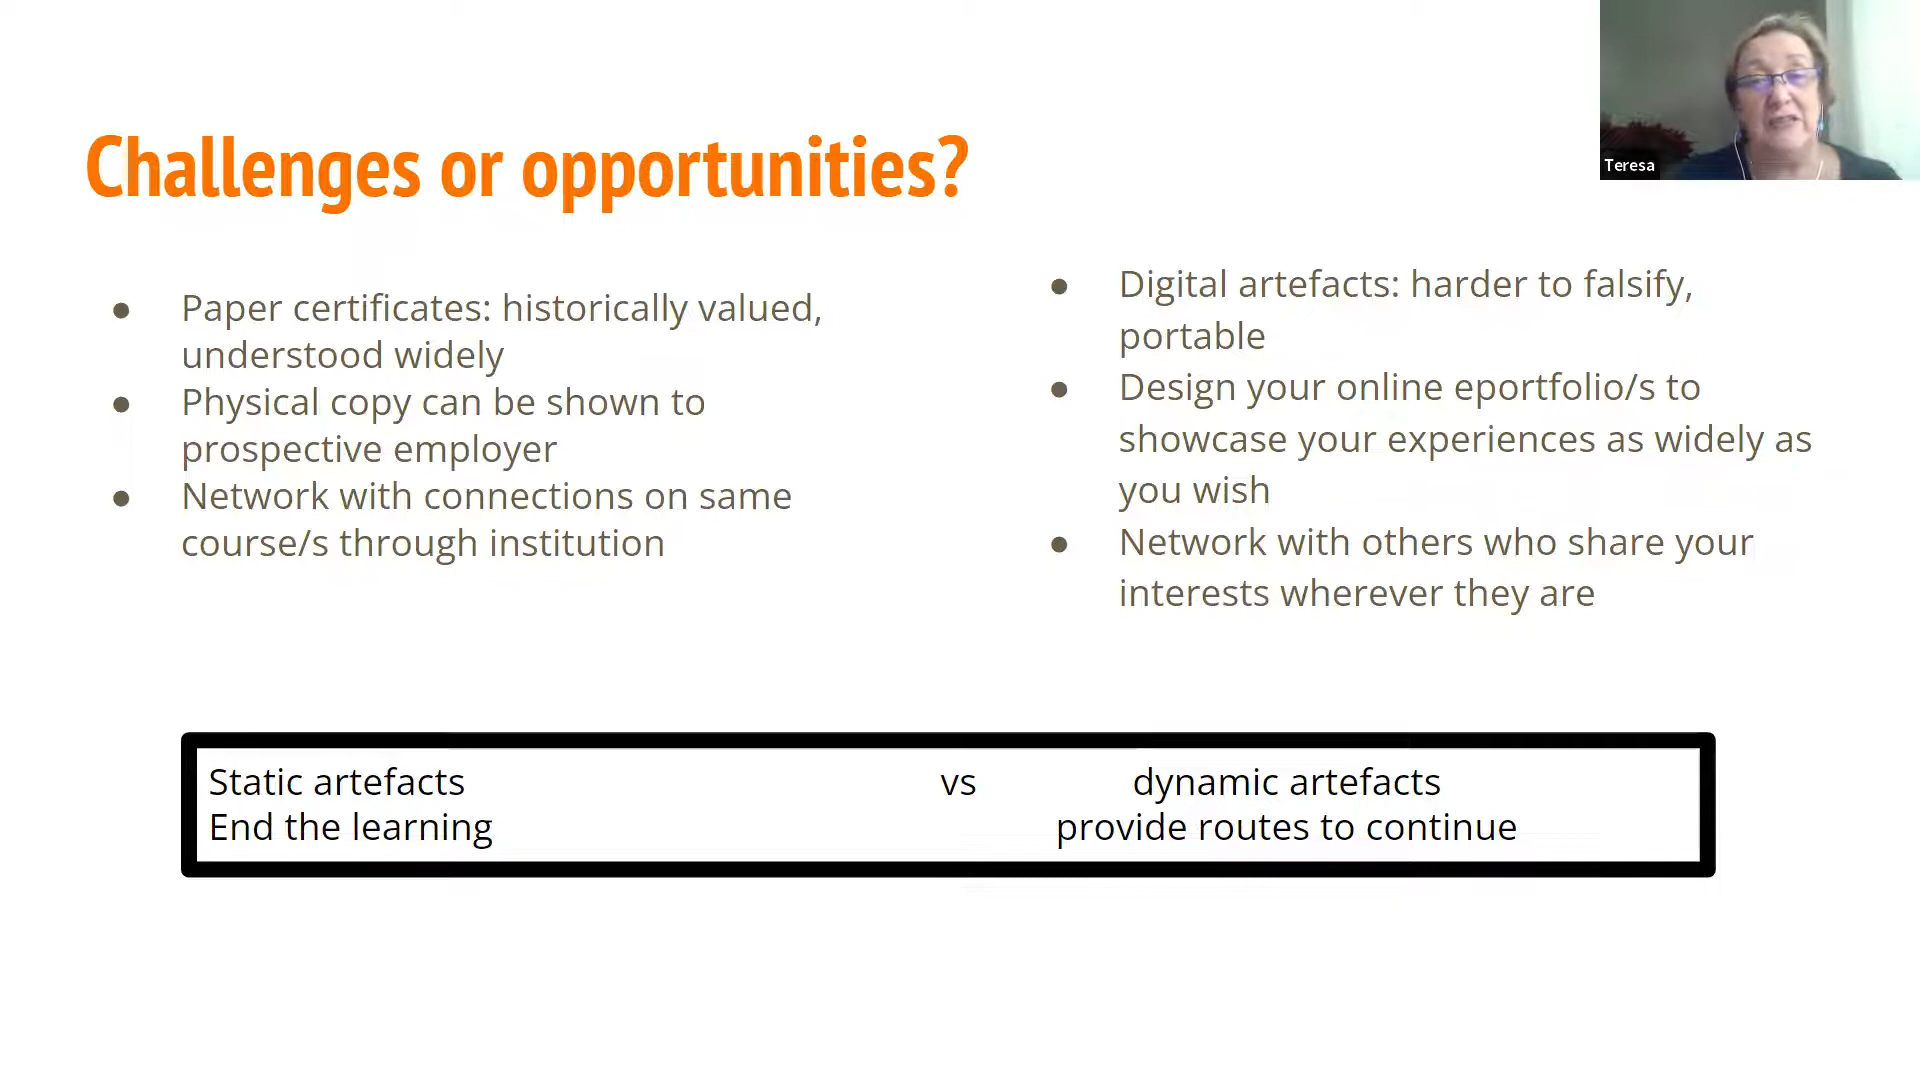 Challenges or opportunities?
Teresa
● Paper certificates: historically valued,
understood widely
● Physical copy can be shown to
prospective employer
● Network with connections on same
course/s through institution
● Digital artefacts: harder to falsify,
portable
● Design your online eportfolio/s to
showcase your experiences as widely as
you wish
● Network with others who share your
interests wherever they are
Static artefacts vs dynamic artefacts
End the learning provide routes to continue